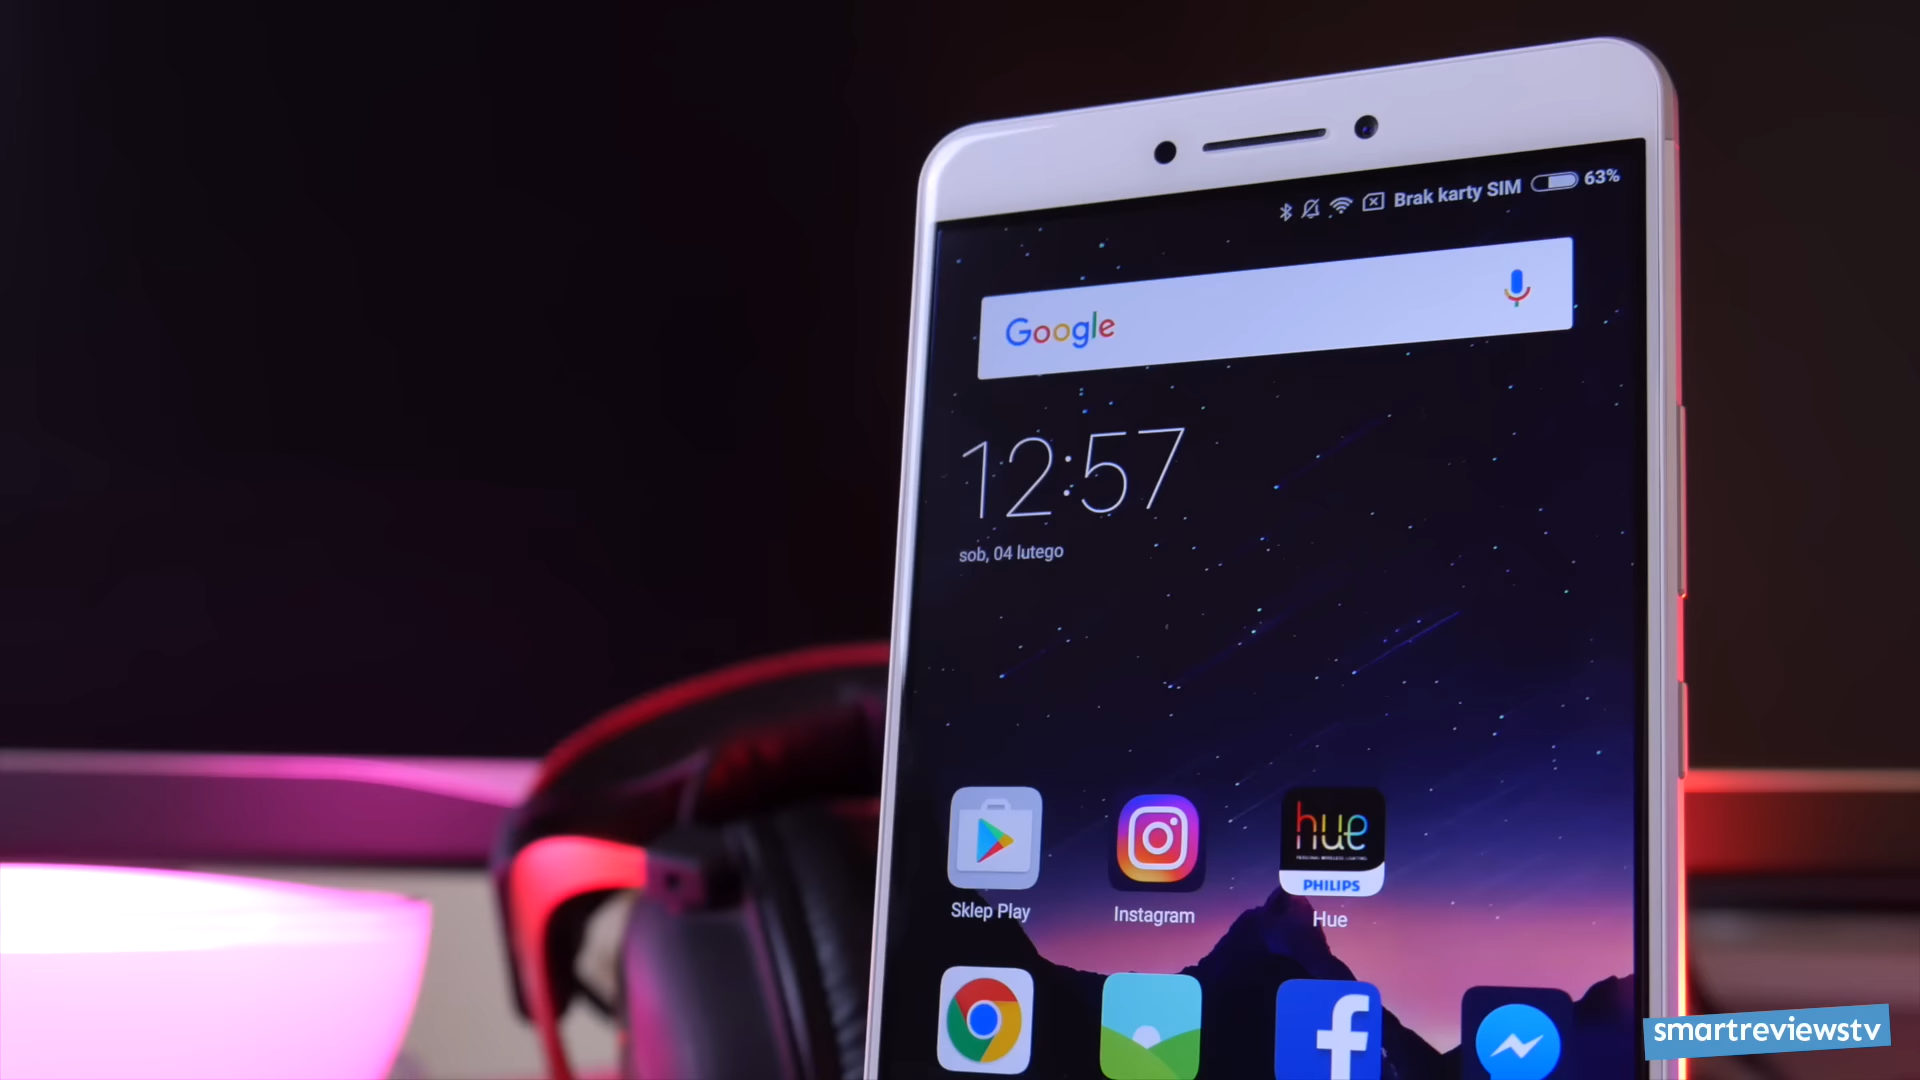 Brak karty SIM 63%
Google
12:57
sob, 04 lutego
hue
PHILIPS
Sklep Play
Instagram
Hue
smartreviewstv